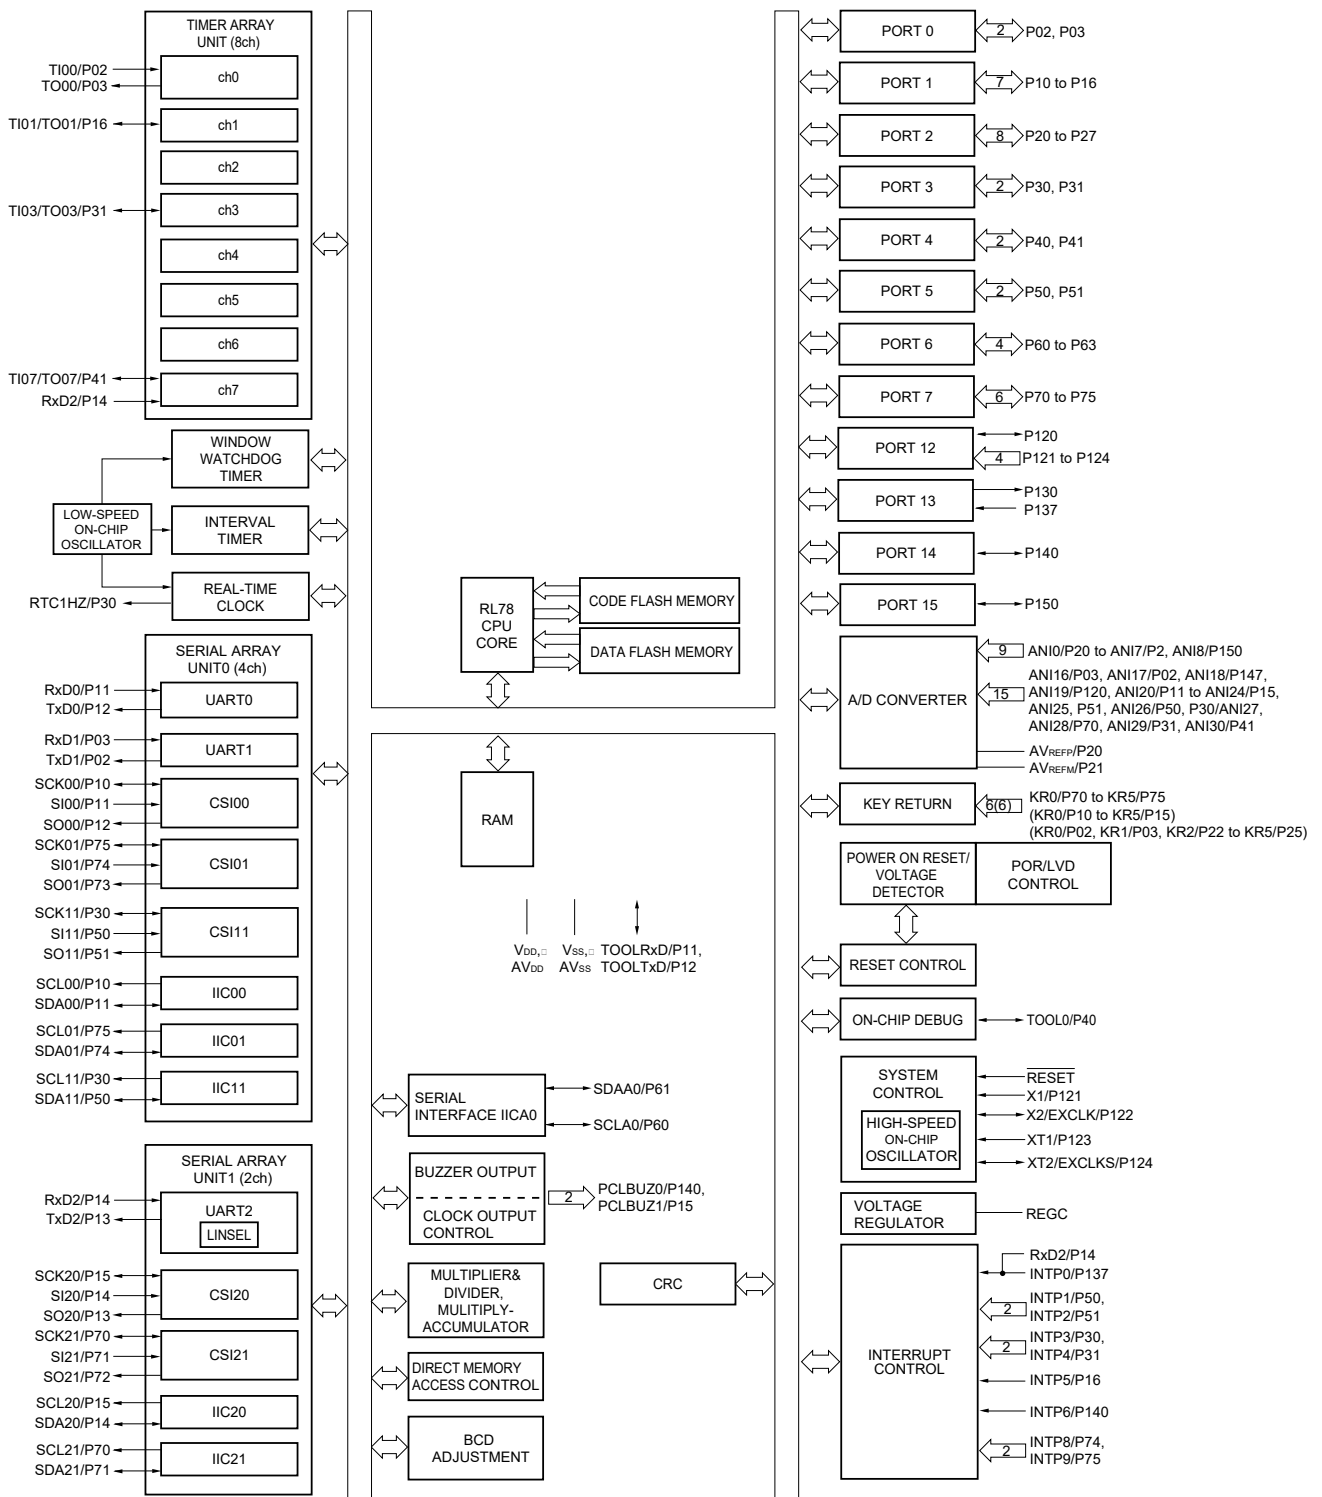 TIMER ARRAY
UNIT (8ch)
TI00/P02
TO00/P03
ch0
TI01/TO01/P16
ch1
ch2
TI03/TO03/P31
ch3
ch4
ch5
ch6
TI07/TO07/P41
RxD2/P14
ch7
WINDOW
WATCHDOG
TIMER
LOW-SPEED
ON-CHIP
OSCILLATOR
INTERVAL
TIMER
REAL-TIME
CLOCK
RTC1HZ/P30
SERIAL ARRAY
UNIT0 (4ch)
RxD0/P11
TxD0/P12
UART0
RxD1/P03
TxD1/P02
UART1
SCK00/P10
SI00/P11
SO00/P12
CSI00
SCK01/P75
SI01/P74
SO01/P73
CSI01
SCK11/P30
SI11/P50
SO11/P51
CSI11
SCL00/P10
SDA00/P11
IIC00
SCL01/P75
SDA01/P74
IIC01
SCL11/P30
SDA11/P50
IIC11
SERIAL ARRAY
UNIT1 (2ch)
RxD2/P14
TxD2/P13
UART2
LINSEL
SCK20/P15
SI20/P14
SO20/P13
CSI20
SCK21/P70
SI21/P71
SO21/P72
CSI21
SCL20/P15
SDA20/P14
IIC20
SCL21/P70
SDA21/P71
IIC21
RL78
CPU
CORE
CODE FLASH MEMORY
DATA FLASH MEMORY
RAM
VDD,□
AVDD
VSS,□
AVSS
TOOLRxD/P11,
TOOLTxD/P12
SERIAL
INTERFACE IICA0
SDAA0/P61
SCLA0/P60
BUZZER OUTPUT
CLOCK OUTPUT
CONTROL
2
PCLBUZ0/P140,
PCLBUZ1/P15
MULTIPLIER&
DIVIDER,
MULITIPLY-
ACCUMULATOR
DIRECT MEMORY
ACCESS CONTROL
BCD
ADJUSTMENT
CRC
PORT 0
2
P02, P03
PORT 1
7
P10 to P16
PORT 2
8
P20 to P27
PORT 3
2
P30, P31
PORT 4
2
P40, P41
PORT 5
2
P50, P51
PORT 6
4
P60 to P63
PORT 7
6
P70 to P75
PORT 12
P120
4
P121 to P124
PORT 13
P130
P137
PORT 14
P140
PORT 15
P150
A/D CONVERTER
9
ANI0/P20 to ANI7/P2, ANI8/P150
15
ANI16/P03, ANI17/P02, ANI18/P147,
ANI19/P120, ANI20/P11 to ANI24/P15,
ANI25, P51, ANI26/P50, P30/ANI27,
ANI28/P70, ANI29/P31, ANI30/P41
AVREFP/P20
AVREFM/P21
KEY RETURN
6(6)
KR0/P70 to KR5/P75
(KR0/P10 to KR5/P15)
(KR0/P02, KR1/P03, KR2/P22 to KR5/P25)
POWER ON RESET/
VOLTAGE
DETECTOR
POR/LVD
CONTROL
RESET CONTROL
ON-CHIP DEBUG
TOOL0/P40
SYSTEM
CONTROL
HIGH-SPEED
ON-CHIP
OSCILLATOR
RESET
X1/P121
X2/EXCLK/P122
XT1/P123
XT2/EXCLKS/P124
VOLTAGE
REGULATOR
REGC
INTERRUPT
CONTROL
RxD2/P14
INTP0/P137
2
INTP1/P50,
INTP2/P51
2
INTP3/P30,
INTP4/P31
INTP5/P16
INTP6/P140
2
INTP8/P74,
INTP9/P75